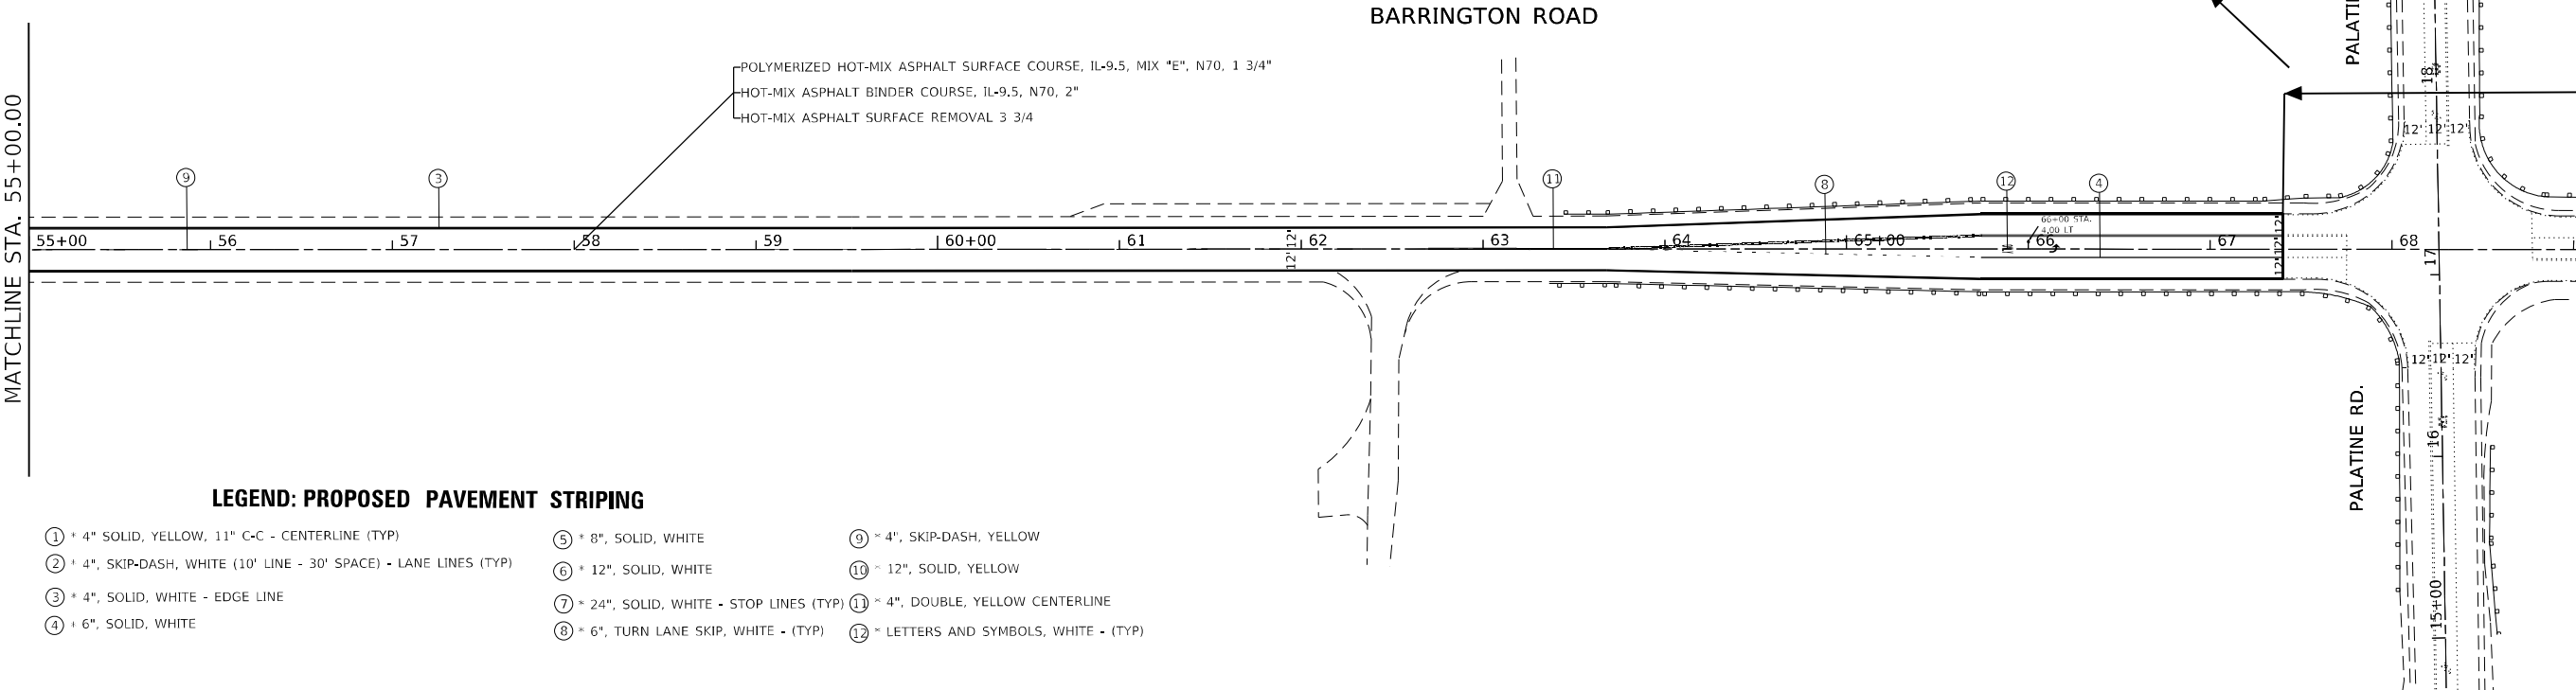 BARRINGTON ROAD
PALATI
MATCHLINE STA. 55+00.00
POLYMERIZED HOT-MIX ASPHALT SURFACE COURSE, IL-9.5, MIX "E", N70, 1 3/4"
HOT-MIX ASPHALT BINDER COURSE, IL-9.5, N70, 2"
HOT-MIX ASPHALT SURFACE REMOVAL 3 3/4
18
12' 12' 12'
9
3
11
8
12
4
66+00 STA.
4.00 LT
55+00 56 57 58 59 60+00 61 62 63 64 65+00 66 67 68
12' 12'
12' 12' 12'
17
12' 12' 12'
PALATINE RD.
16
15+00
LEGEND: PROPOSED PAVEMENT STRIPING
1 * 4" SOLID, YELLOW, 11" C-C - CENTERLINE (TYP)
2 * 4", SKIP-DASH, WHITE (10' LINE - 30' SPACE) - LANE LINES (TYP)
3 * 4", SOLID, WHITE - EDGE LINE
4 * 6", SOLID, WHITE
5 * 8", SOLID, WHITE
6 * 12", SOLID, WHITE
7 * 24", SOLID, WHITE - STOP LINES (TYP)
8 * 6", TURN LANE SKIP, WHITE - (TYP)
9 * 4", SKIP-DASH, YELLOW
10 * 12", SOLID, YELLOW
11 * 4", DOUBLE, YELLOW CENTERLINE
12 * LETTERS AND SYMBOLS, WHITE - (TYP)